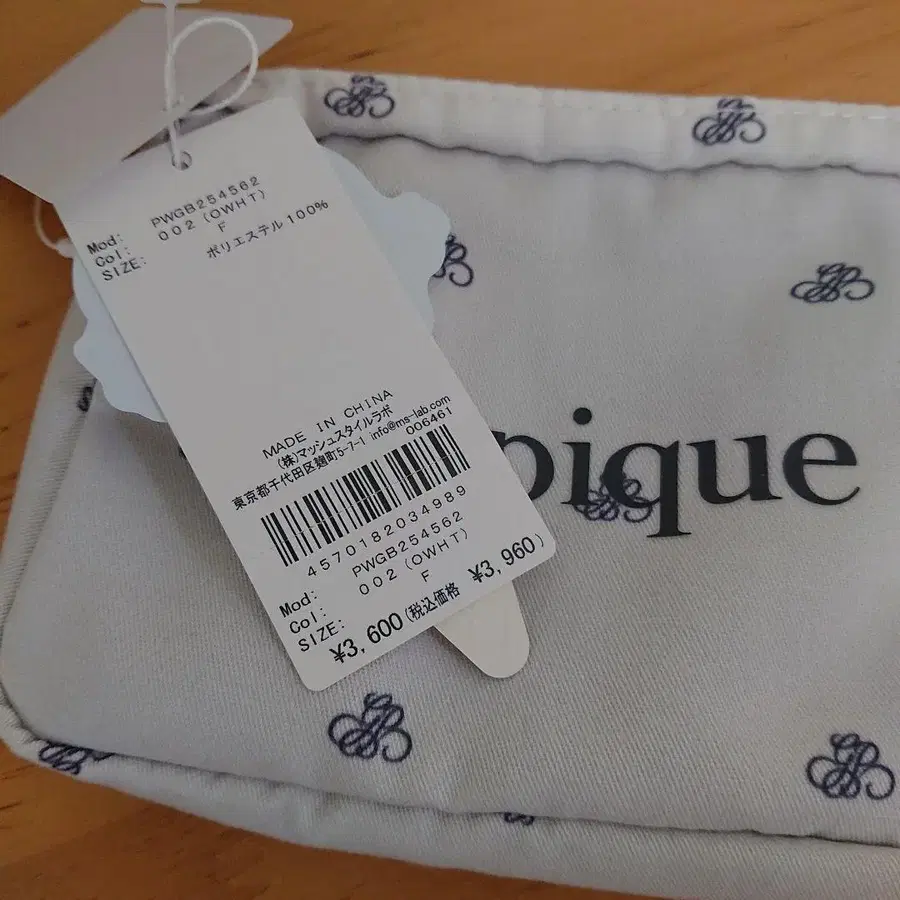 Mod: PWGB254562
Col: 002 (OWHT)
SIZE: F
ポリエステル100%
MADE IN CHINA
(株)マッシュスタイルラボ
東京都千代田区麹町5-7-1 info@ms-lab.com
006461
4570182034989
Mod: PWGB254562
Col: 002 (OWHT)
SIZE: F
¥3,600(税込価格 ¥3,960)
pique